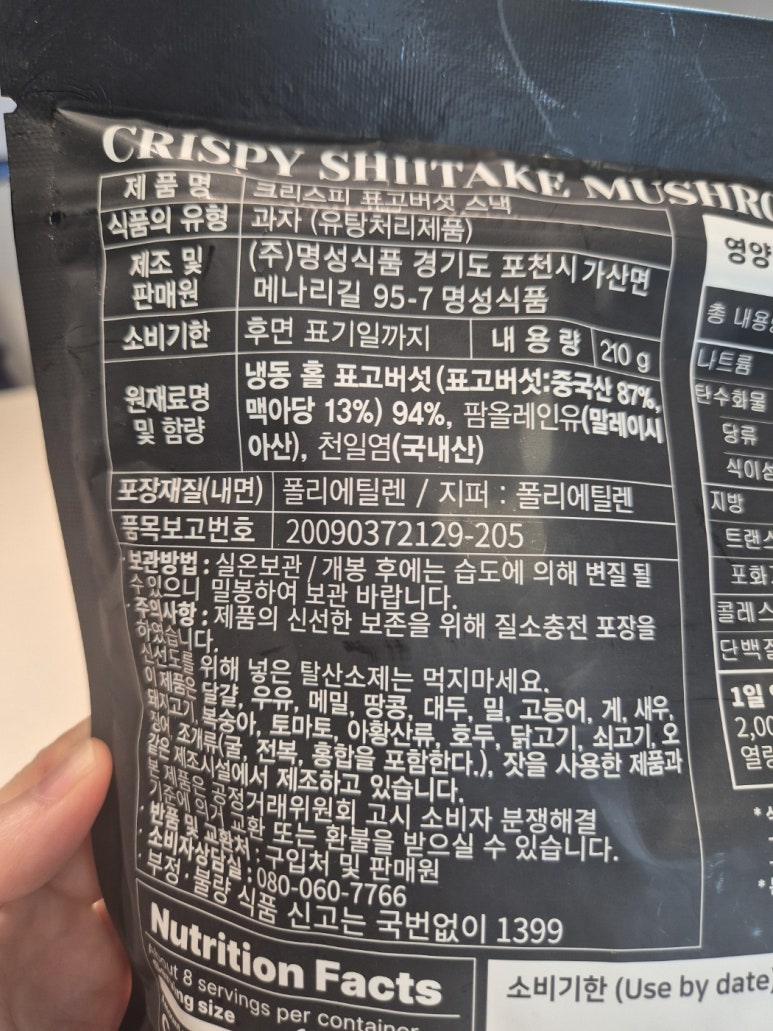 CRISPY SHIITAKE MUSHRO
제 품 명 크리스피 표고버섯 스낵
식품의 유형 과자 (유탕처리제품)
제조 및 판매원 (주)명성식품 경기도 포천시 가산면
메나리길 95-7 명성식품
소비기한 후면 표기일까지 내 용 량 210 g
원재료명 및 함량 냉동 홀 표고버섯(표고버섯:중국산 87%,
맥아당 13%) 94%, 팜올레인유(말레이시
아산), 천일염(국내산)
포장재질(내면) 폴리에틸렌 / 지퍼 : 폴리에틸렌
품목보고번호 20090372129-205
·보관방법 : 실온보관 / 개봉 후에는 습도에 의해 변질 될
수 있으니 밀봉하여 보관 바랍니다.
·주의사항 : 제품의 신선한 보존을 위해 질소충전 포장을
하였습니다.
신선도를 위해 넣은 탈산소제는 먹지마세요.
이 제품은 달걀, 우유, 메밀, 땅콩, 대두, 밀, 고등어, 게, 새우,
돼지고기, 복숭아, 토마토, 아황산류, 호두, 닭고기, 쇠고기, 오
징어, 조개류(굴, 전복, 홍합을 포함한다.), 잣을 사용한 제품과
같은 제조시설에서 제조하고 있습니다.
본 제품은 공정거래위원회 고시 소비자 분쟁해결
기준에 의거 교환 또는 환불을 받으실 수 있습니다.
·반품 및 교환처 : 구입처 및 판매원
·소비자상담실 : 080-060-7766
·부정·불량 식품 신고는 국번없이 1399
영양
총 내용
나트륨
탄수화물
당류
식이섬
지방
트랜스
포화
콜레스
단백질
1일
2,00
열량
Nutrition Facts
About 8 servings per container
Serving size
소비기한 (Use by date)